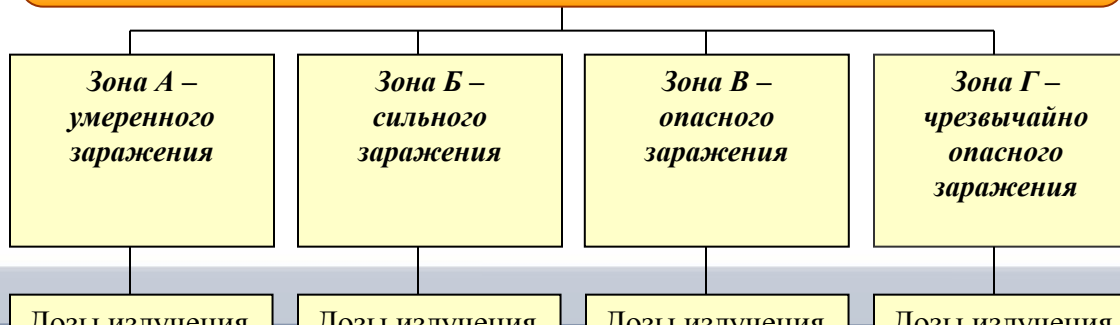 Зона А –
умеренного
заражения
Зона Б –
сильного
заражения
Зона В –
опасного
заражения
Зона Г –
чрезвычайно
опасного
заражения
Дозы излучения
Дозы излучения
Дозы излучения
Дозы излучения